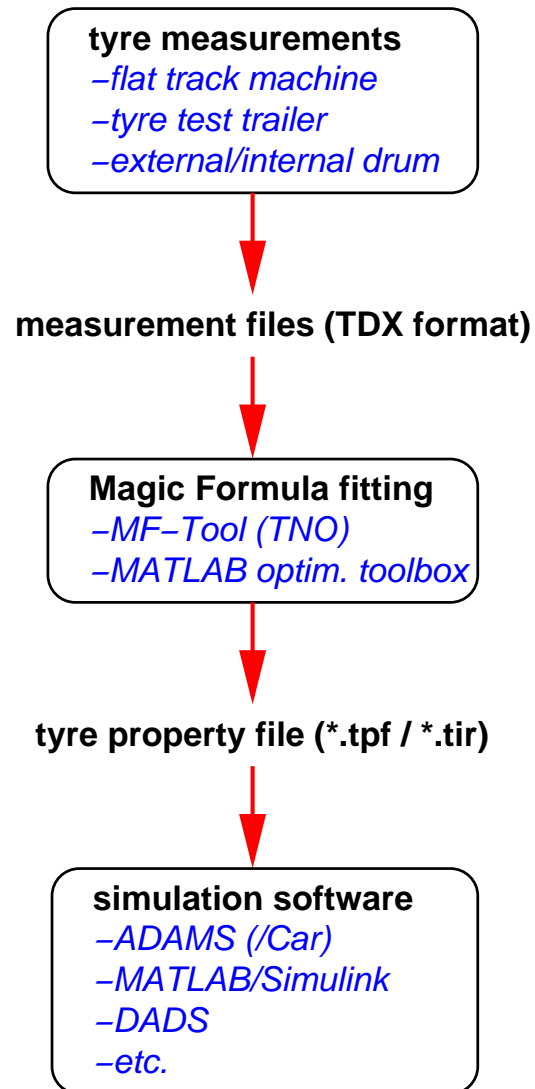 tyre measurements
–flat track machine
–tyre test trailer
–external/internal drum
measurement files (TDX format)
Magic Formula fitting
–MF–Tool (TNO)
–MATLAB optim. toolbox
tyre property file (*.tpf / *.tir)
simulation software
–ADAMS (/Car)
–MATLAB/Simulink
–DADS
–etc.